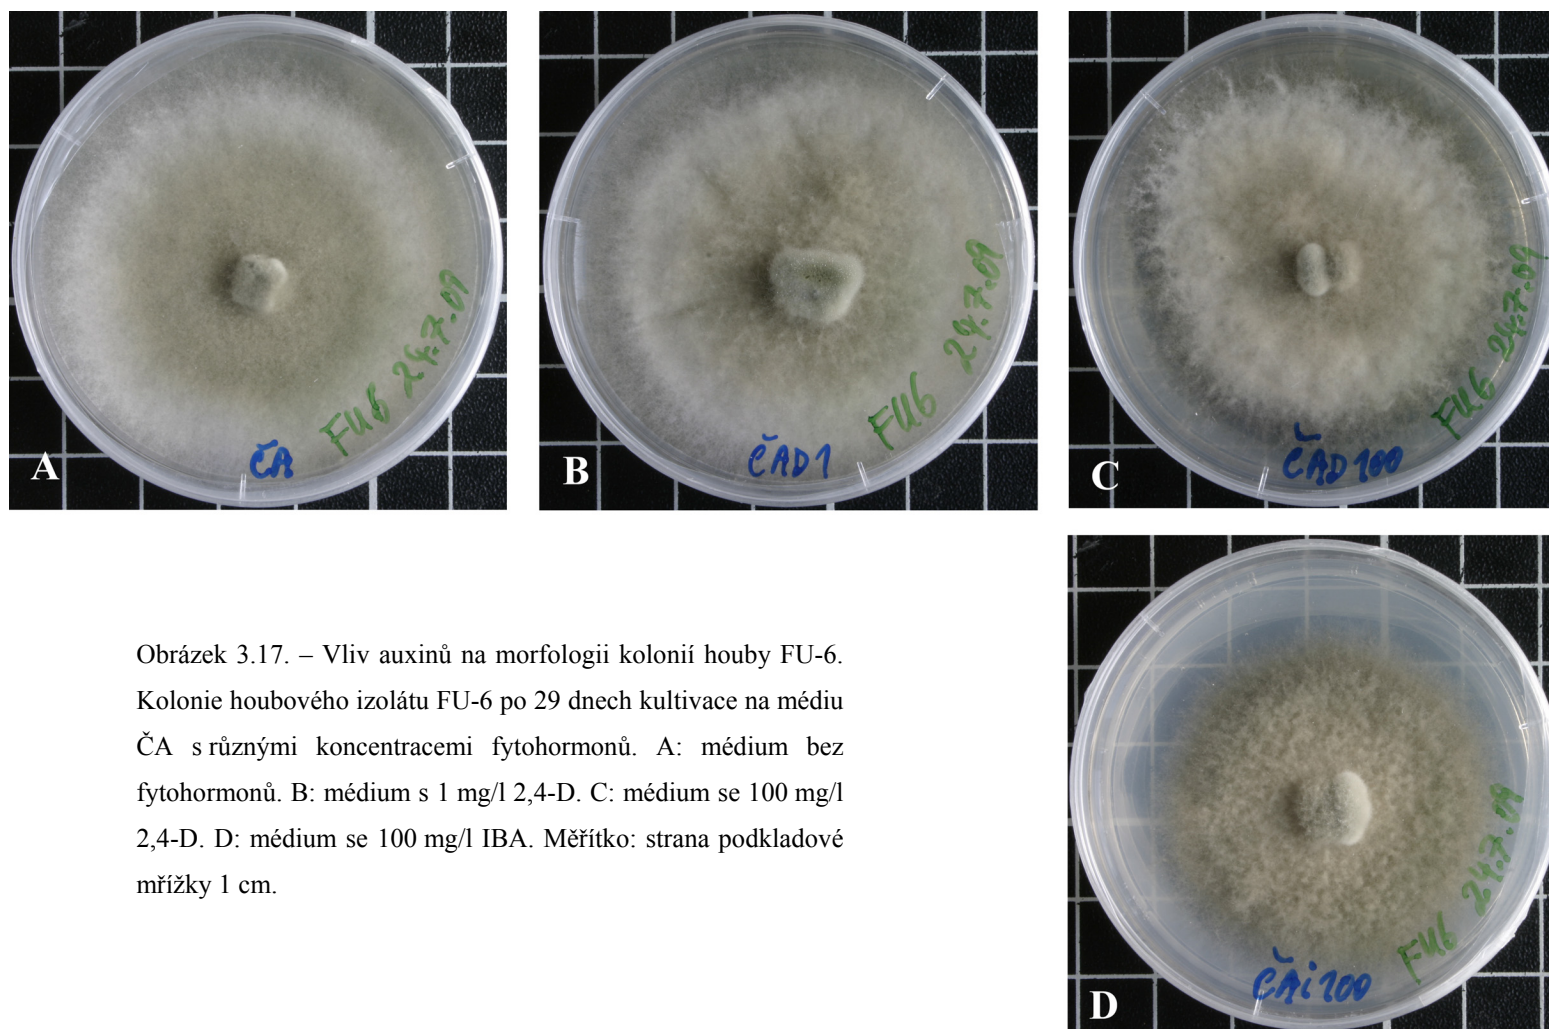 FU6 24.7.09
ČA
A
FU6 24.7.09
ČAD1
B
FU6 24.7.09
ČAD100
C
Obrázek 3.17. – Vliv auxinů na morfologii kolonií houby FU-6.
Kolonie houbového izolátu FU-6 po 29 dnech kultivace na médiu
ČA s různými koncentracemi fytohormonů. A: médium bez
fytohormonů. B: médium s 1 mg/l 2,4-D. C: médium se 100 mg/l
2,4-D. D: médium se 100 mg/l IBA. Měřítko: strana podkladové
mřížky 1 cm.
FU6 24.7.09
ČAi100
D